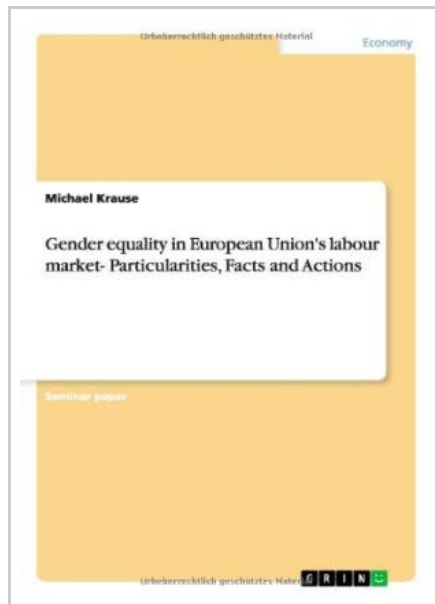 Urheberrechtlich geschütztes Material
Economy
Michael Krause
Gender equality in European Union's labour
market- Particularities, Facts and Actions
Seminar paper
Urheberrechtlich geschütztes Mater
GRIN